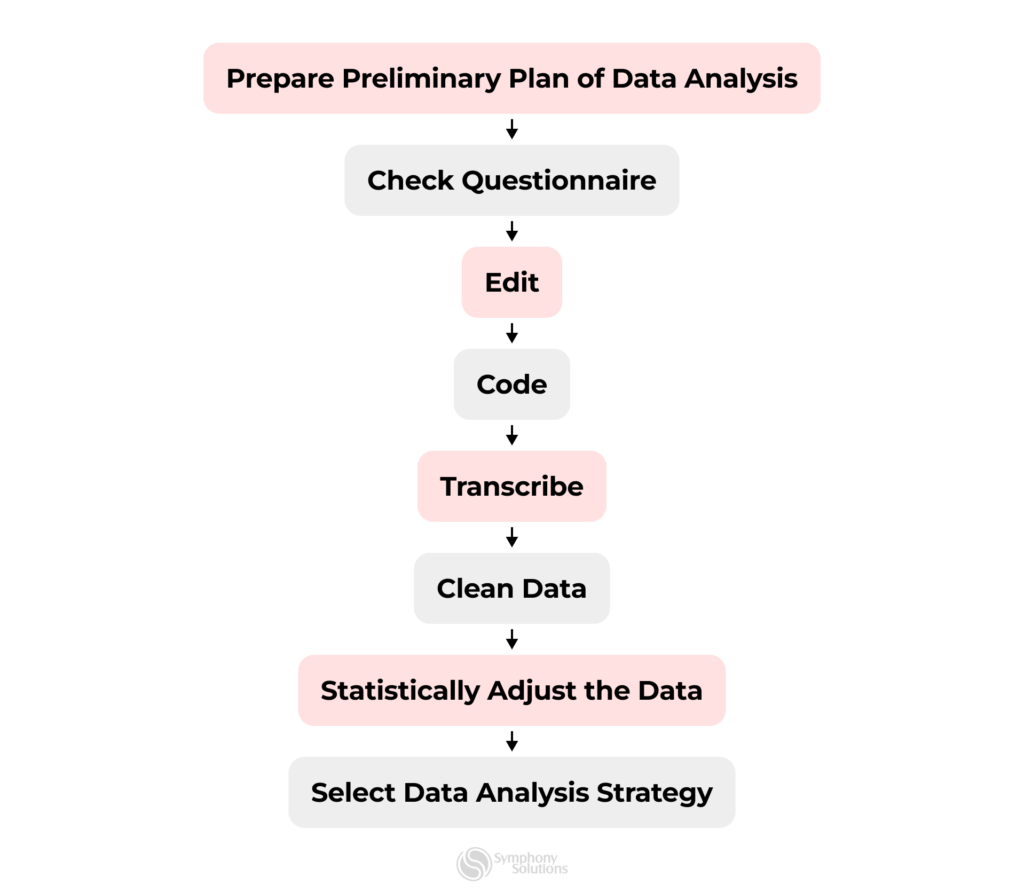 Prepare Preliminary Plan of Data Analysis
Check Questionnaire
Edit
Code
Transcribe
Clean Data
Statistically Adjust the Data
Select Data Analysis Strategy
Symphony
Solutions